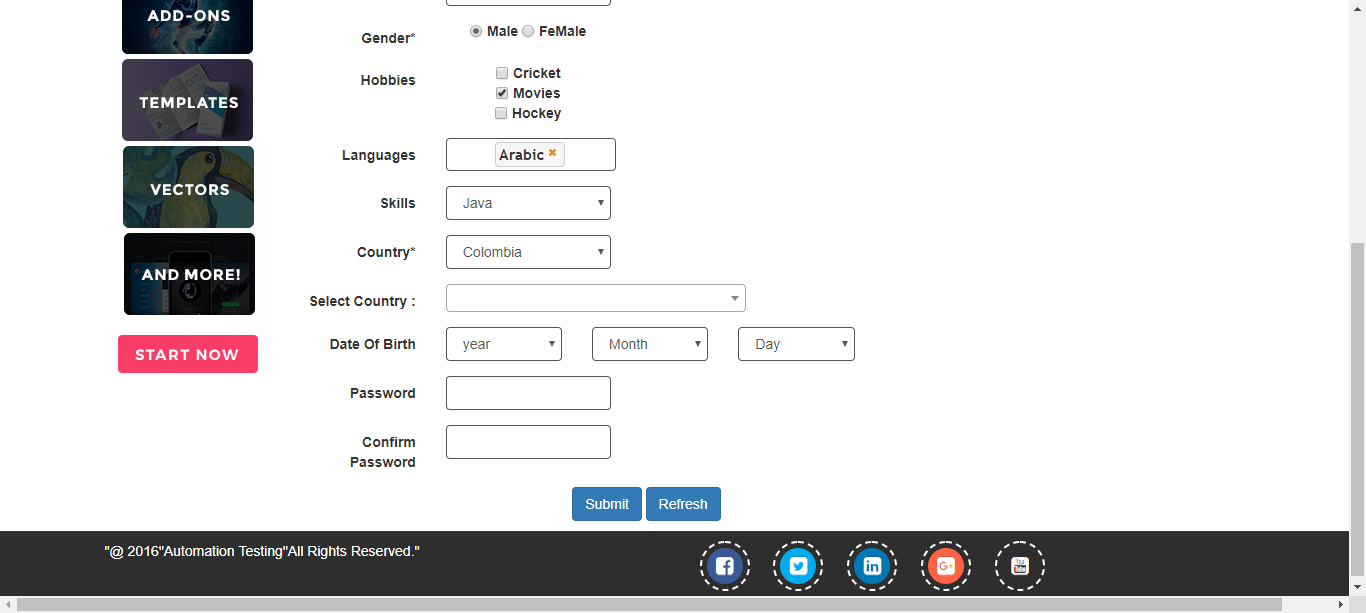 ADD-ONS
TEMPLATES
VECTORS
AND MORE!
START NOW
Gender* Male FeMale
Hobbies Cricket
Movies
Hockey
Languages Arabic ×
Skills Java
Country* Colombia
Select Country :
Date Of Birth year Month Day
Password
Confirm
Password
Submit Refresh
"@ 2016"Automation Testing"All Rights Reserved."
f in G+ You Tube